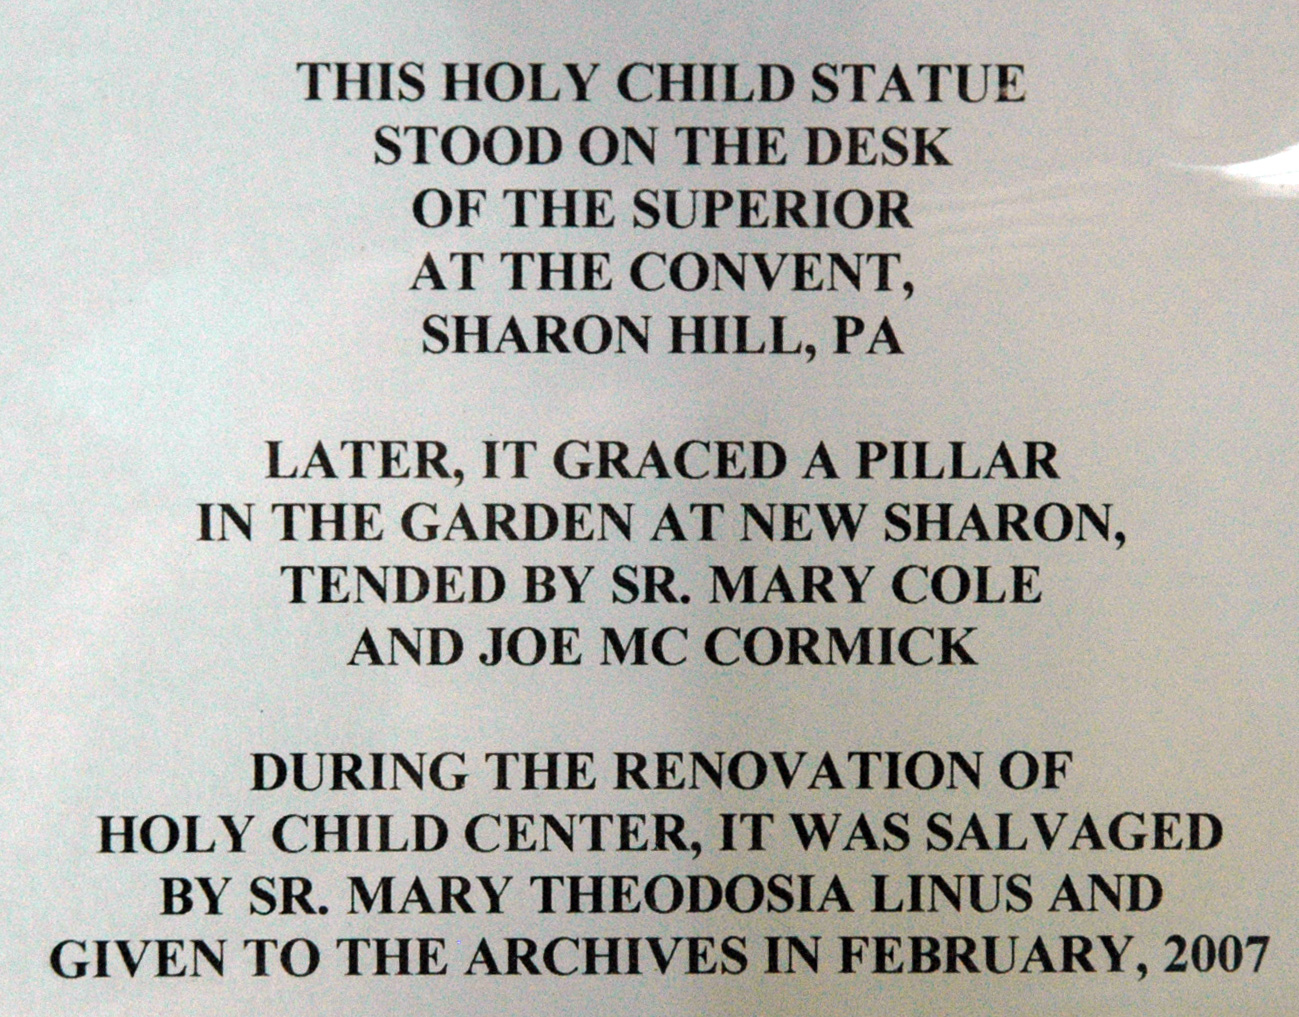 THIS HOLY CHILD STATUE
STOOD ON THE DESK
OF THE SUPERIOR
AT THE CONVENT,
SHARON HILL, PA
LATER, IT GRACED A PILLAR
IN THE GARDEN AT NEW SHARON,
TENDED BY SR. MARY COLE
AND JOE MC CORMICK
DURING THE RENOVATION OF
HOLY CHILD CENTER, IT WAS SALVAGED
BY SR. MARY THEODOSIA LINUS AND
GIVEN TO THE ARCHIVES IN FEBRUARY, 2007